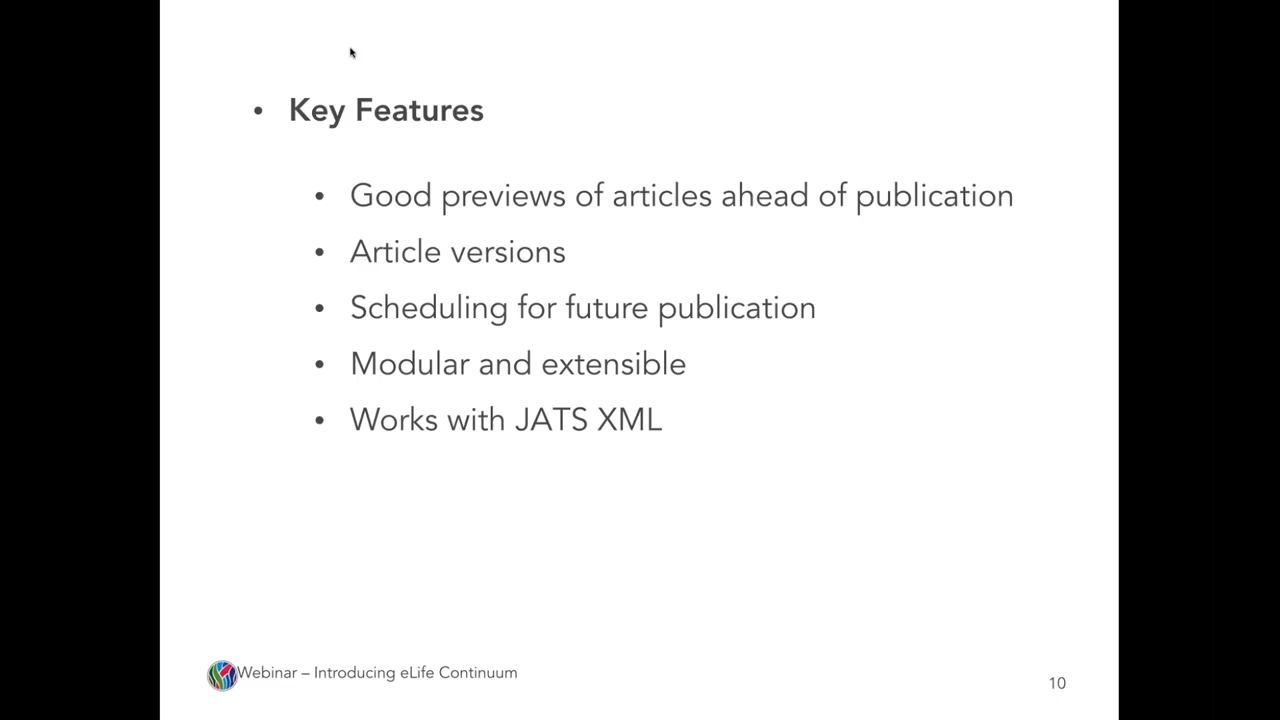 • Key Features
• Good previews of articles ahead of publication
• Article versions
• Scheduling for future publication
• Modular and extensible
• Works with JATS XML
Webinar – Introducing eLife Continuum
10